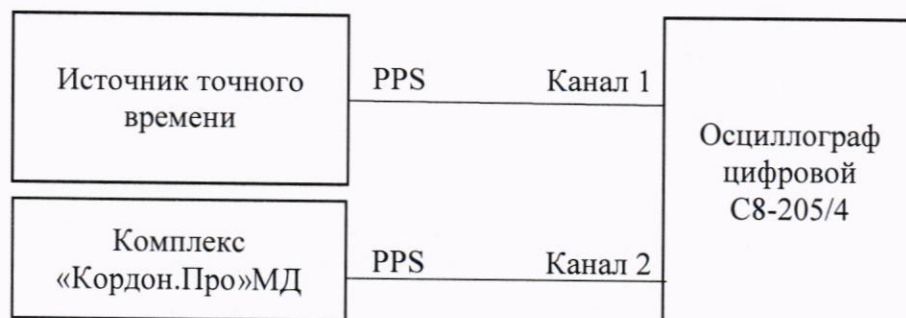 Источник точного
времени
PPS
Канал 1
Осциллограф
цифровой
С8-205/4
Комплекс
«Кордон.Про»МД
PPS
Канал 2